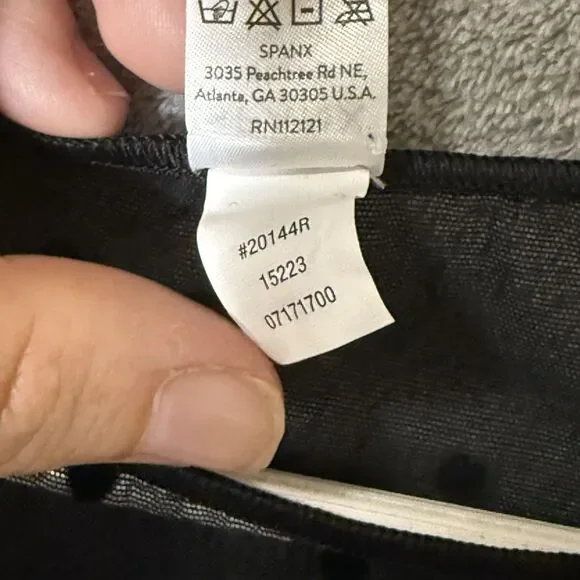 SPANX
3035 Peachtree Rd NE,
Atlanta, GA 30305 U.S.A.
RN112121
#20144R
15223
07171700